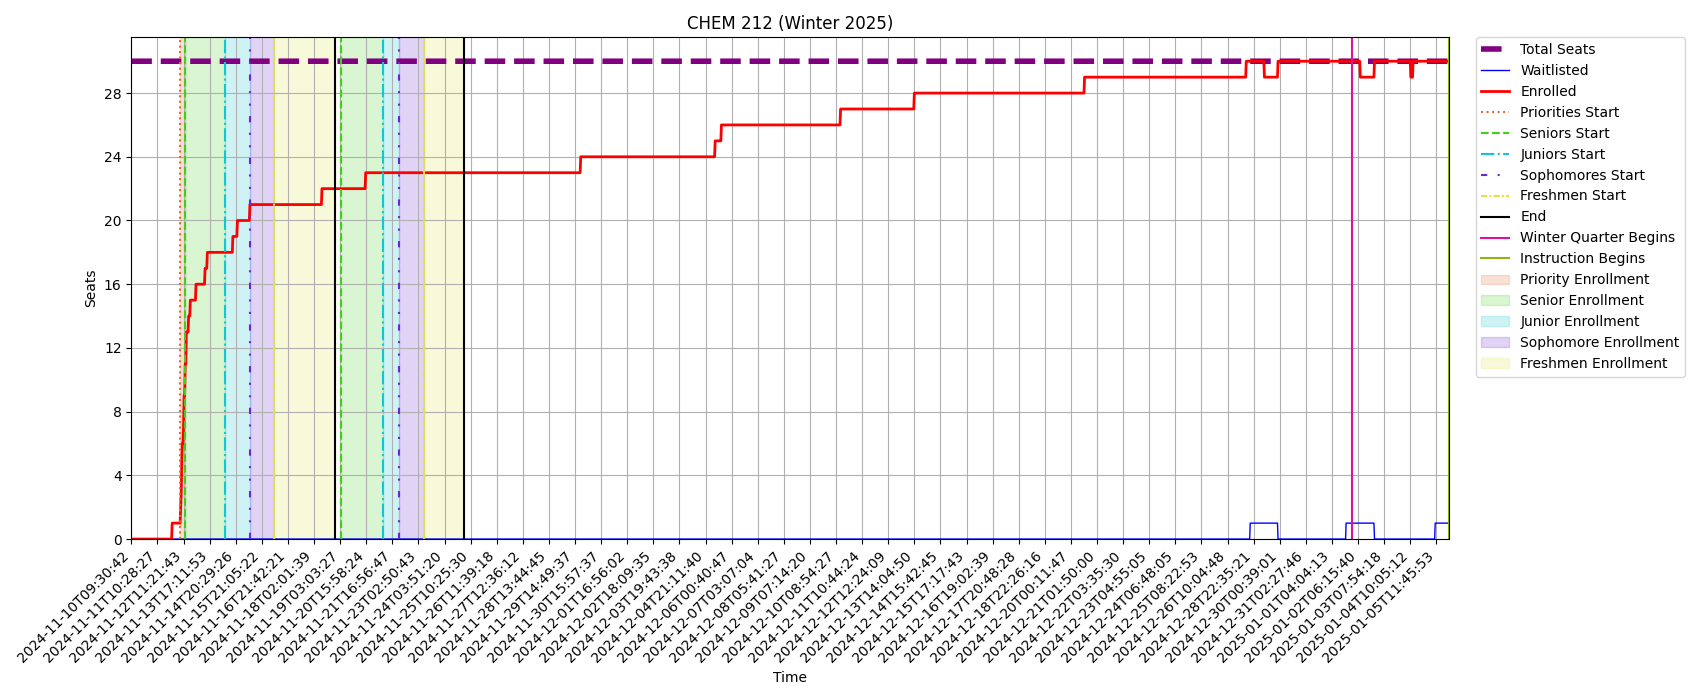 CHEM 212 (Winter 2025)
Seats
28
24
20
16
12
8
4
0
2024-11-10T09:30:42
2024-11-11T10:28:27
2024-11-12T11:21:43
2024-11-13T17:11:53
2024-11-14T20:29:26
2024-11-15T21:05:22
2024-11-16T21:42:21
2024-11-18T02:01:39
2024-11-19T03:03:27
2024-11-20T15:58:24
2024-11-21T16:56:47
2024-11-23T02:50:43
2024-11-24T03:51:20
2024-11-25T10:25:30
2024-11-26T11:39:18
2024-11-27T12:36:12
2024-11-28T13:44:45
2024-11-29T14:49:37
2024-11-30T15:57:37
2024-12-01T16:56:02
2024-12-02T18:09:35
2024-12-03T19:43:38
2024-12-04T21:11:40
2024-12-06T00:40:47
2024-12-07T03:07:04
2024-12-08T05:41:27
2024-12-09T07:14:20
2024-12-10T08:54:27
2024-12-11T10:44:24
2024-12-12T12:24:09
2024-12-13T14:04:50
2024-12-14T15:42:45
2024-12-15T17:17:43
2024-12-16T19:02:39
2024-12-17T20:48:28
2024-12-18T22:26:16
2024-12-20T00:11:47
2024-12-21T01:50:00
2024-12-22T03:35:30
2024-12-23T04:55:05
2024-12-24T06:48:05
2024-12-25T08:22:53
2024-12-26T10:04:48
2024-12-28T22:35:21
2024-12-30T00:39:01
2024-12-31T02:27:46
2025-01-01T04:04:13
2025-01-02T06:15:40
2025-01-03T07:54:18
2025-01-04T10:05:12
2025-01-05T11:45:53
Time
Total Seats
Waitlisted
Enrolled
Priorities Start
Seniors Start
Juniors Start
Sophomores Start
Freshmen Start
End
Winter Quarter Begins
Instruction Begins
Priority Enrollment
Senior Enrollment
Junior Enrollment
Sophomore Enrollment
Freshmen Enrollment